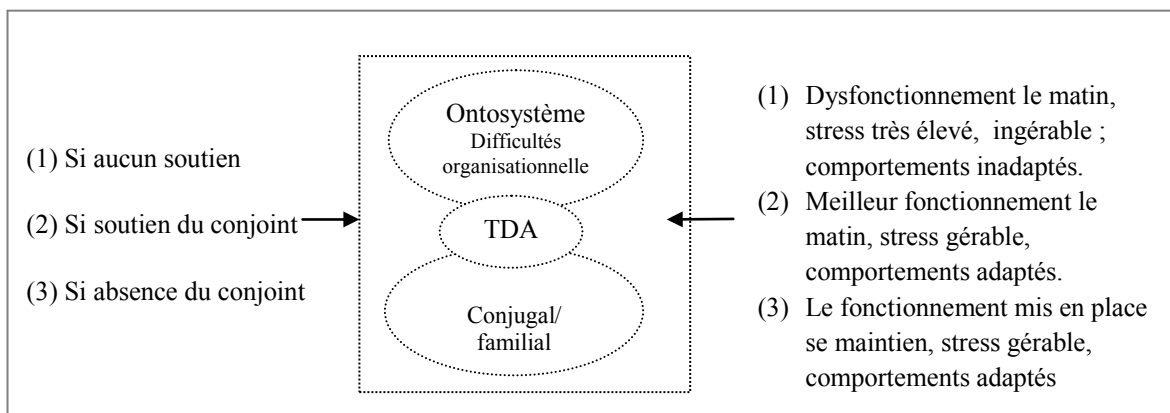 (1) Si aucun soutien
(2) Si soutien du conjoint
(3) Si absence du conjoint
Ontosystème
Difficultés
organisationnelle
TDA
Conjugal/
familial
(1) Dysfonctionnement le matin,
stress très élevé, ingérable ;
comportements inadaptés.
(2) Meilleur fonctionnement le
matin, stress gérable,
comportements adaptés.
(3) Le fonctionnement mis en place
se maintien, stress gérable,
comportements adaptés